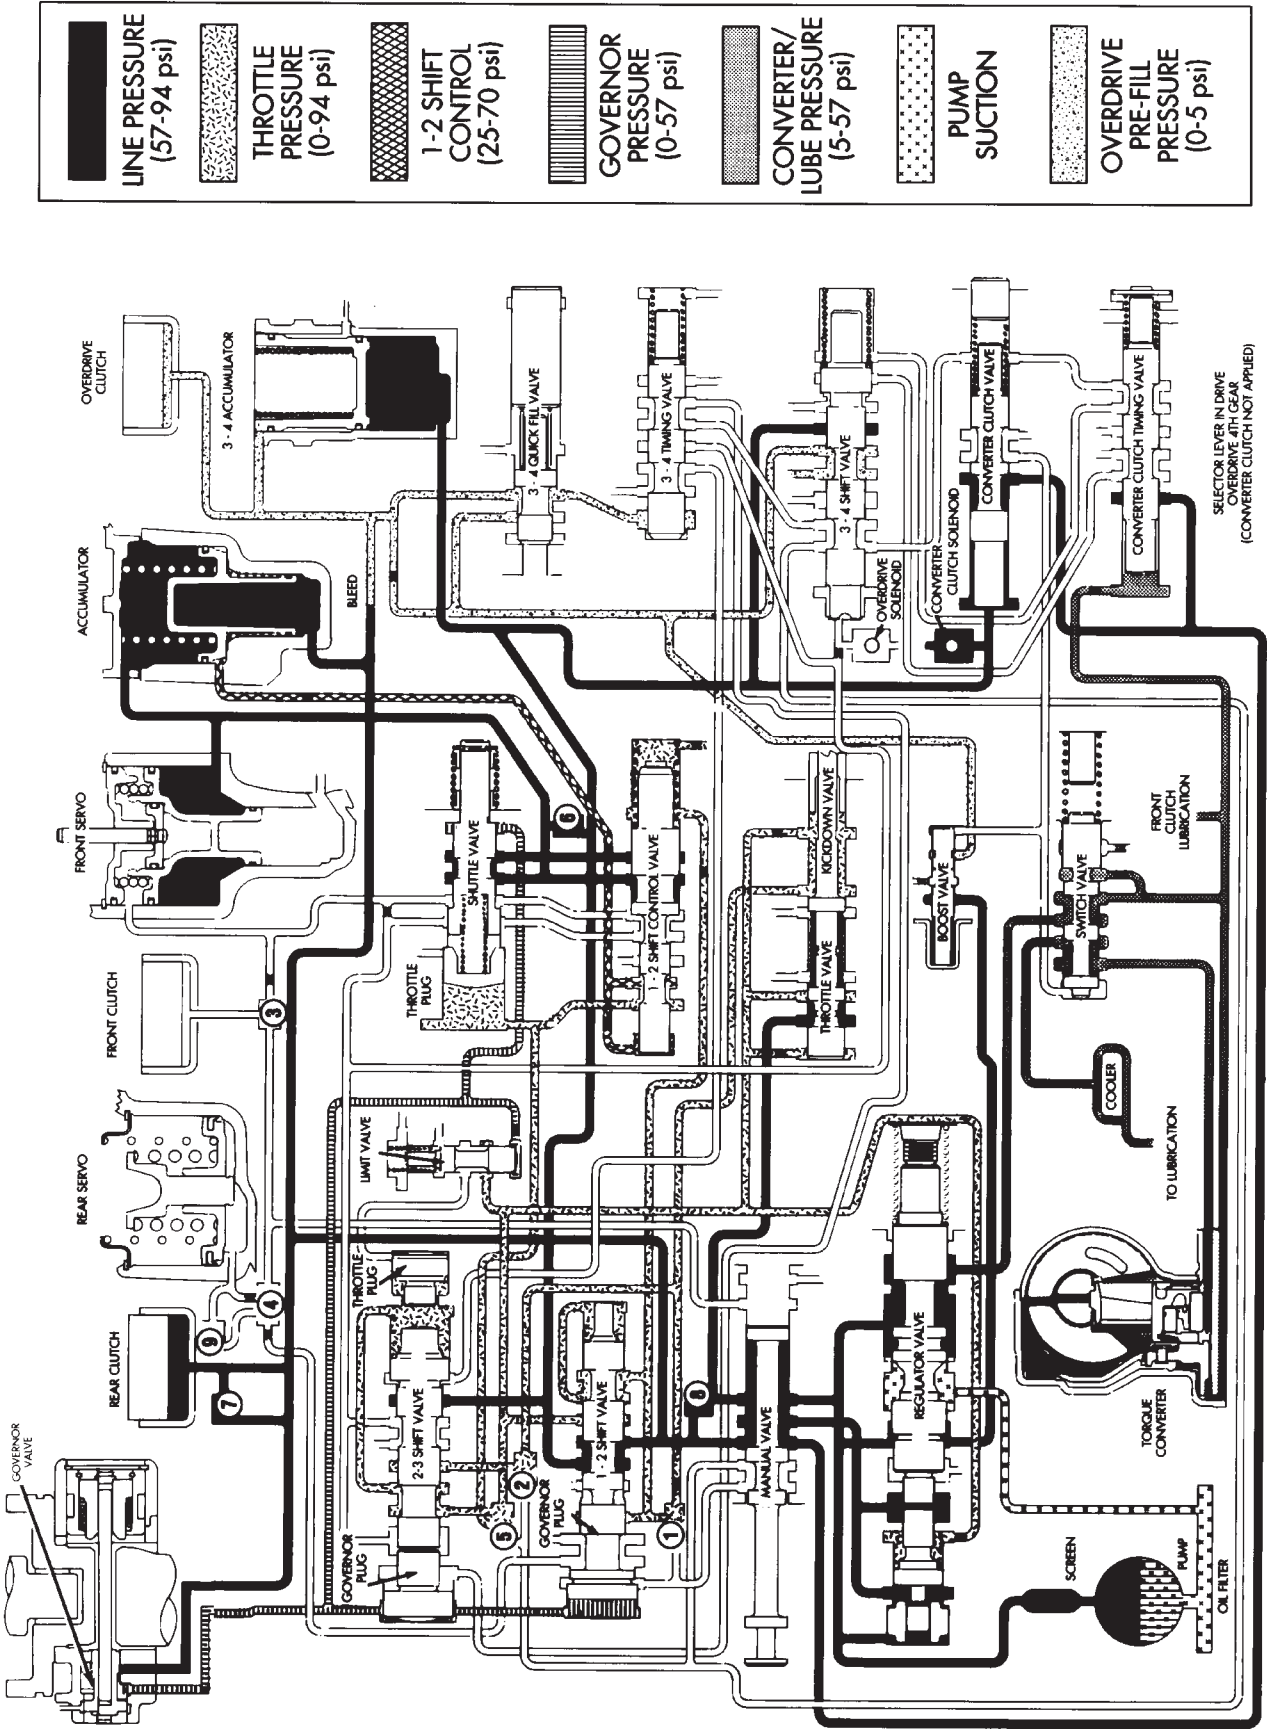 LINE PRESSURE
(57-94 psi)
THROTTLE
PRESSURE
(0-94 psi)
1-2 SHIFT
CONTROL
(25-70 psi)
GOVERNOR
PRESSURE
(0-57 psi)
CONVERTER/
LUBE PRESSURE
(5-57 psi)
PUMP
SUCTION
OVERDRIVE
PRE-FILL
PRESSURE
(0-5 psi)
GOVERNOR
VALVE
REAR CLUTCH
REAR SERVO
FRONT CLUTCH
FRONT SERVO
ACCUMULATOR
OVERDRIVE
CLUTCH
3 - 4 ACCUMULATOR
BLEED
7
9
4
3
GOVERNOR
PLUG
2-3 SHIFT VALVE
THROTTLE
PLUG
LIMIT VALVE
THROTTLE
PLUG
SHUTTLE VALVE
6
3 - 4 QUICK FILL VALVE
5
2
GOVERNOR
PLUG
1 - 2 SHIFT VALVE
1 - 2 SHIFT CONTROL VALVE
3 - 4 TIMING VALVE
1
8
MANUAL VALVE
THROTTLE VALVE
KICKDOWN VALVE
3 - 4 SHIFT VALVE
OVERDRIVE
SOLENOID
CONVERTER
CLUTCH SOLENOID
CONVERTER CLUTCH VALVE
REGULATOR VALVE
BOOST VALVE
SWITCH VALVE
CONVERTER CLUTCH TIMING VALVE
SCREEN
PUMP
OIL FILTER
TORQUE
CONVERTER
COOLER
TO LUBRICATION
FRONT
CLUTCH
LUBRICATION
SELECTOR LEVER IN DRIVE
OVERDRIVE 4TH GEAR
(CONVERTER CLUTCH NOT APPLIED)